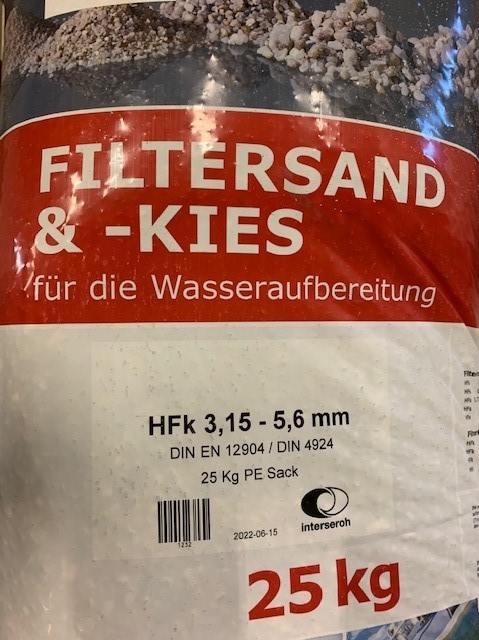 FILTERSAND
& -KIES
für die Wasseraufbereitung
HFk 3,15 - 5,6 mm
DIN EN 12904 / DIN 4924
25 Kg PE Sack
1252
2022-06-15
interseroh
25 kg